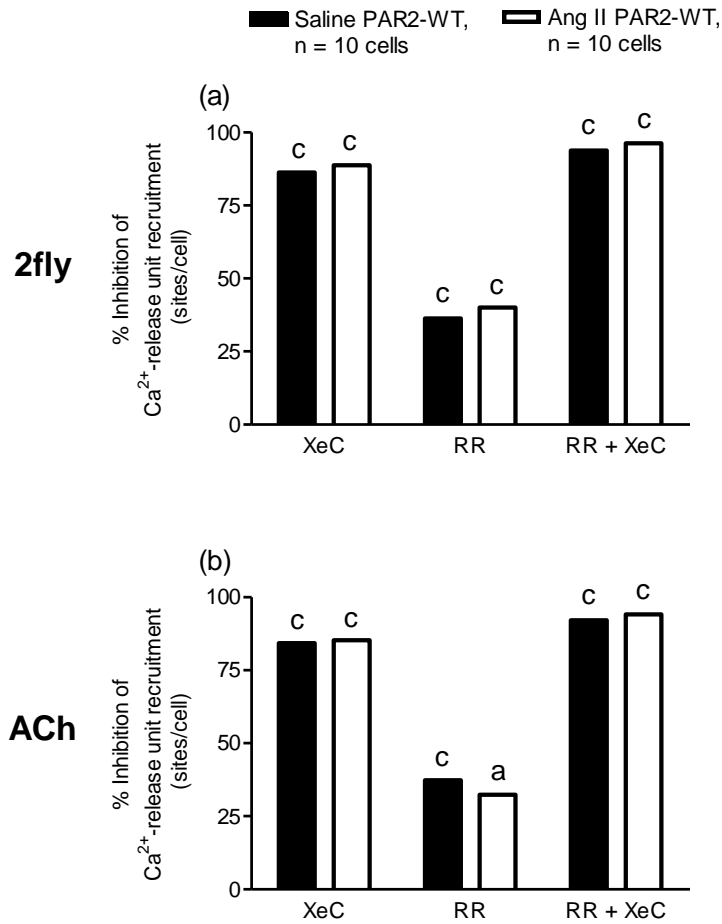 Saline PAR2-WT,
n = 10 cells
Ang II PAR2-WT,
n = 10 cells
(a)
2fly
% Inhibition of
Ca²⁺-release unit recruitment
(sites/cell)
100
75
50
25
0
c c c c c c
XeC RR RR + XeC
(b)
ACh
% Inhibition of
Ca²⁺-release unit recruitment
(sites/cell)
100
75
50
25
0
c c c a c c
XeC RR RR + XeC